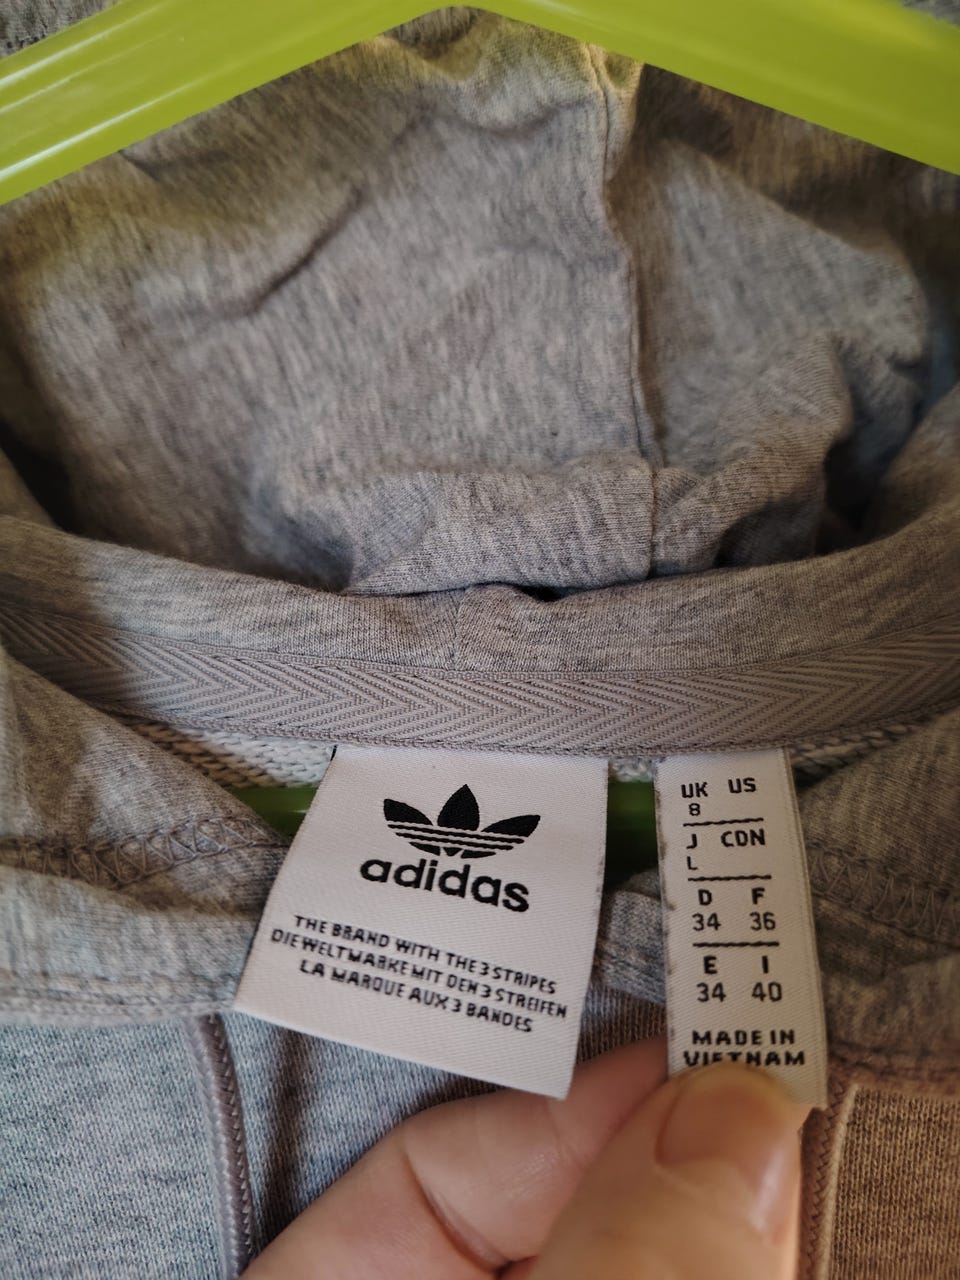 adidas
THE BRAND WITH THE 3 STRIPES
DIE WELTMARKE MIT DEN 3 STREIFEN
LA MARQUE AUX 3 BANDES
UK US
8
J CDN
L
D F
34 36
E I
34 40
MADE IN
VIETNAM